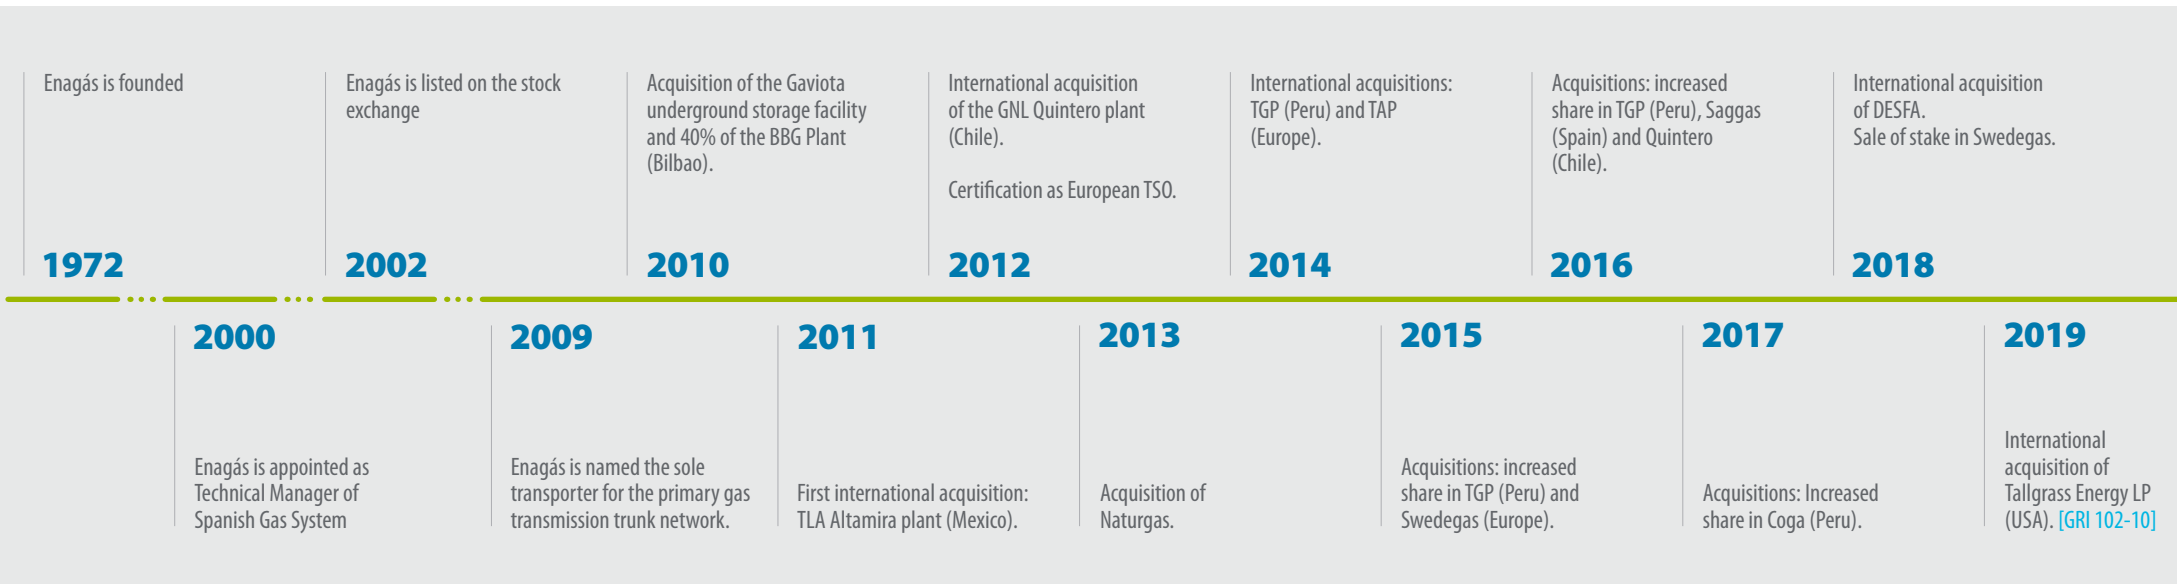 Enagás is founded
1972
Enagás is listed on the stock
exchange
2002
Acquisition of the Gaviota
underground storage facility
and 40% of the BBG Plant
(Bilbao).
2010
International acquisition
of the GNL Quintero plant
(Chile).
Certification as European TSO.
2012
International acquisitions:
TGP (Peru) and TAP
(Europe).
2014
Acquisitions: increased
share in TGP (Peru), Saggas
(Spain) and Quintero
(Chile).
2016
International acquisition
of DESFA.
Sale of stake in Swedegas.
2018
2000
Enagás is appointed as
Technical Manager of
Spanish Gas System
2009
Enagás is named the sole
transporter for the primary gas
transmission trunk network.
2011
First international acquisition:
TLA Altamira plant (Mexico).
2013
Acquisition of
Naturgas.
2015
Acquisitions: increased
share in TGP (Peru) and
Swedegas (Europe).
2017
Acquisitions: Increased
share in Coga (Peru).
2019
International
acquisition of
Tallgrass Energy LP
(USA). [GRI 102-10]